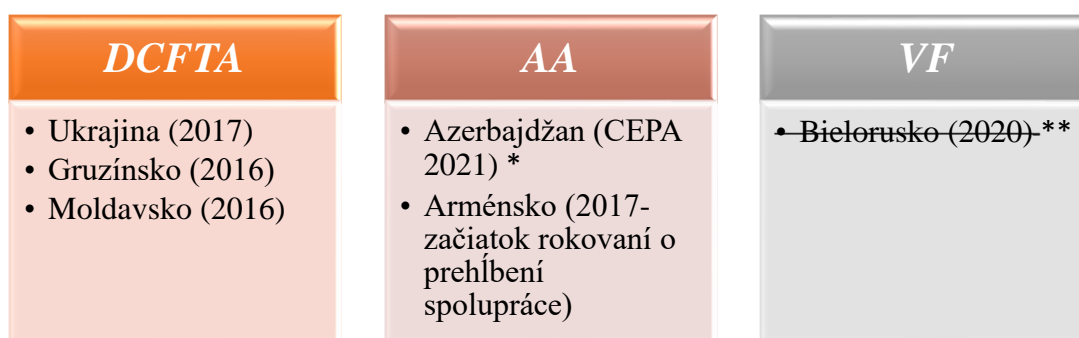 DCFTA
• Ukrajina (2017)
• Gruzínsko (2016)
• Moldavsko (2016)
AA
• Azerbajdžan (CEPA
2021) *
• Arménsko (2017-
začiatok rokovaní o
prehĺbení
spolupráce)
VF
• Bielorusko (2020) **